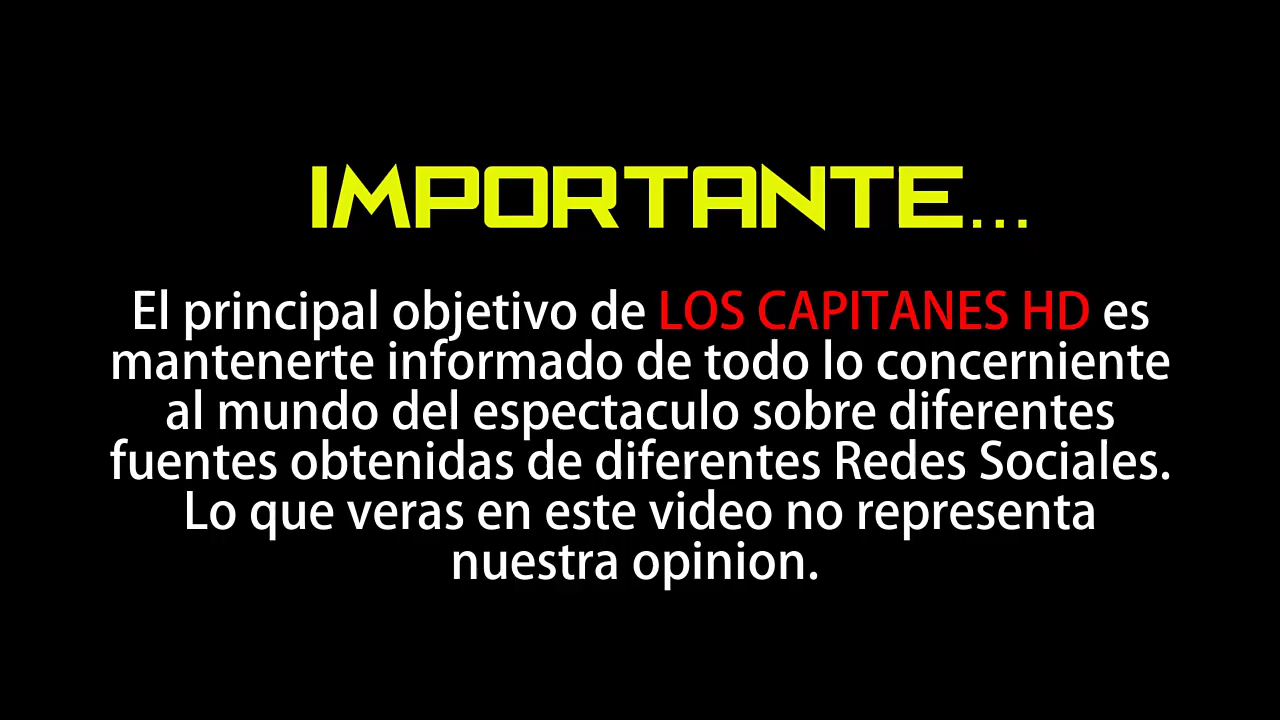 IMPORTANTE...
El principal objetivo de LOS CAPITANES HD es
mantenerte informado de todo lo concerniente
al mundo del espectaculo sobre diferentes
fuentes obtenidas de diferentes Redes Sociales.
Lo que veras en este video no representa
nuestra opinion.